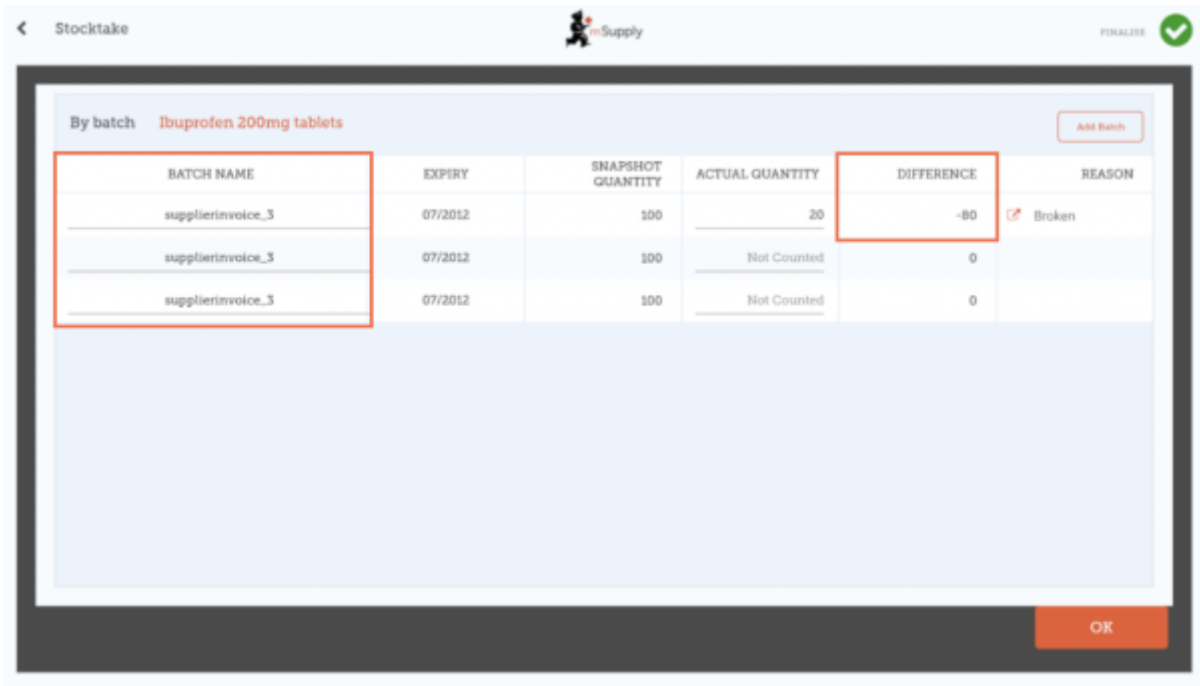 Stocktake
mSupply
FINALISE
By batch Ibuprofen 200mg tablets
Add Batch
BATCH NAME EXPIRY SNAPSHOT QUANTITY ACTUAL QUANTITY DIFFERENCE REASON
supplierinvoice_3 07/2012 100 20 -80 Broken
supplierinvoice_3 07/2012 100 Not Counted 0
supplierinvoice_3 07/2012 100 Not Counted 0
OK